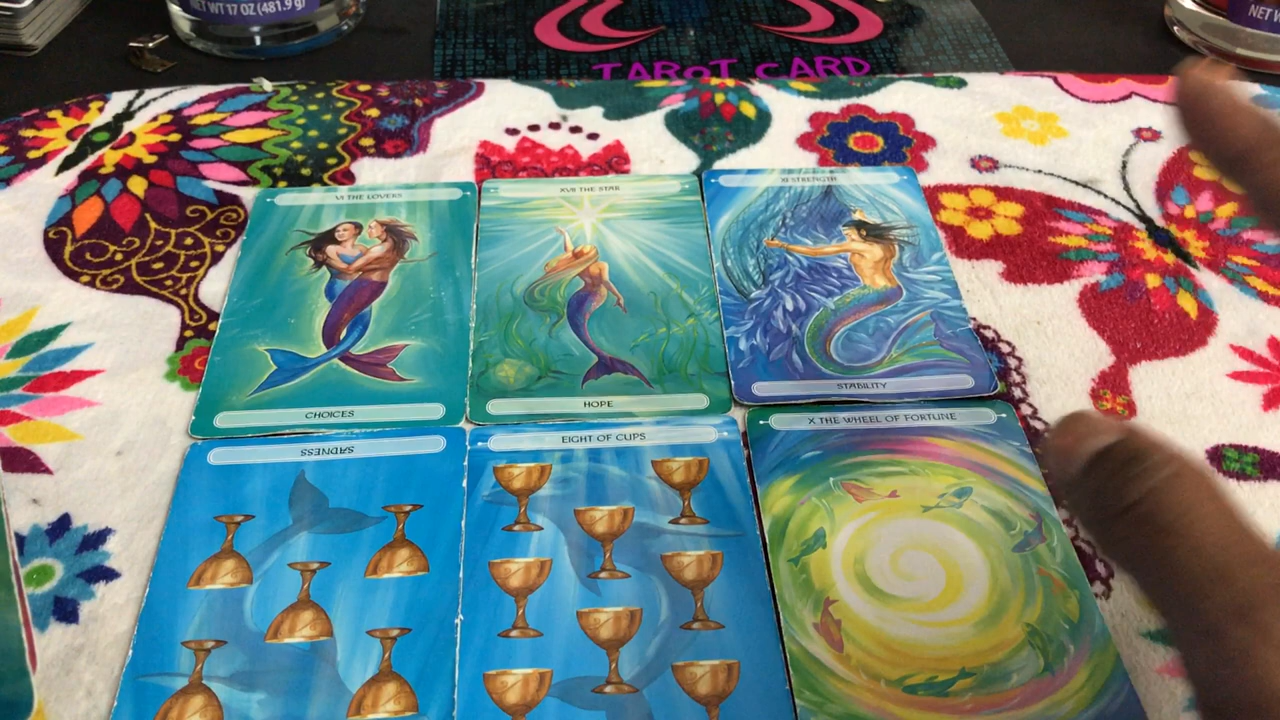 NET WT 17 OZ (481.9 g)
NET W
TAROT CARD
VI THE LOVERS
XVII THE STAR
XI STRENGTH
CHOICES
HOPE
STABILITY
SADNESS
EIGHT OF CUPS
X THE WHEEL OF FORTUNE